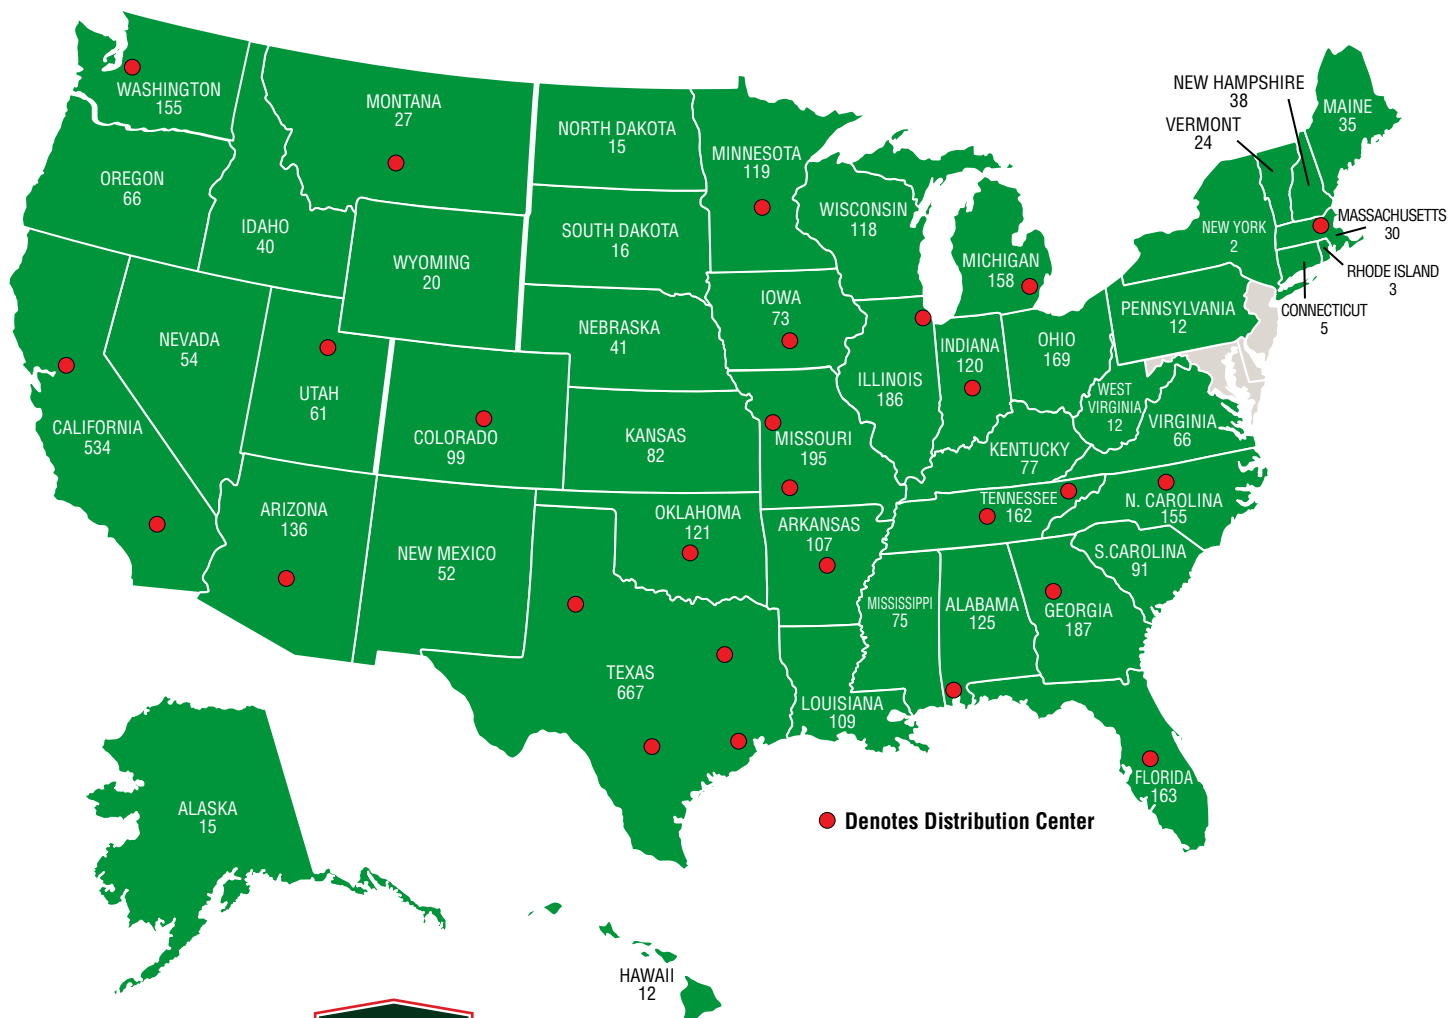 WASHINGTON
155
MONTANA
27
NORTH DAKOTA
15
MINNESOTA
119
NEW HAMPSHIRE
38
VERMONT
24
MAINE
35
OREGON
66
IDAHO
40
WYOMING
20
SOUTH DAKOTA
16
WISCONSIN
118
MICHIGAN
158
NEW YORK
2
MASSACHUSETTS
30
RHODE ISLAND
3
CONNECTICUT
5
NEVADA
54
UTAH
61
NEBRASKA
41
IOWA
73
ILLINOIS
186
INDIANA
120
OHIO
169
PENNSYLVANIA
12
CALIFORNIA
534
COLORADO
99
KANSAS
82
MISSOURI
195
KENTUCKY
77
WEST
VIRGINIA
12
VIRGINIA
66
ARIZONA
136
NEW MEXICO
52
OKLAHOMA
121
ARKANSAS
107
TENNESSEE
162
N. CAROLINA
155
S.CAROLINA
91
TEXAS
667
LOUISIANA
109
MISSISSIPPI
75
ALABAMA
125
GEORGIA
187
FLORIDA
163
ALASKA
15
Denotes Distribution Center
HAWAII
12